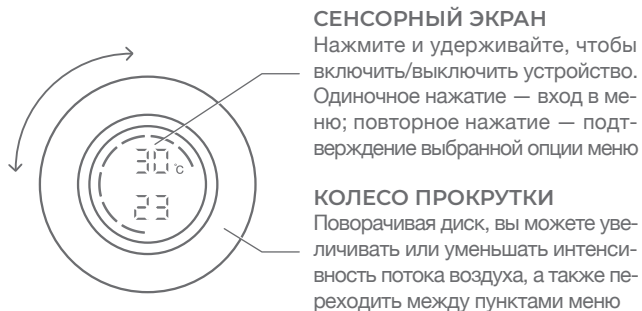 СЕНСОРНЫЙ ЭКРАН
Нажмите и удерживайте, чтобы
включить/выключить устройство.
Одиночное нажатие — вход в ме-
ню; повторное нажатие — подт-
верждение выбранной опции меню
30 °C
23
КОЛЕСО ПРОКРУТКИ
Поворачивая диск, вы можете уве-
личивать или уменьшать интенси-
вность потока воздуха, а также пе-
реходить между пунктами меню